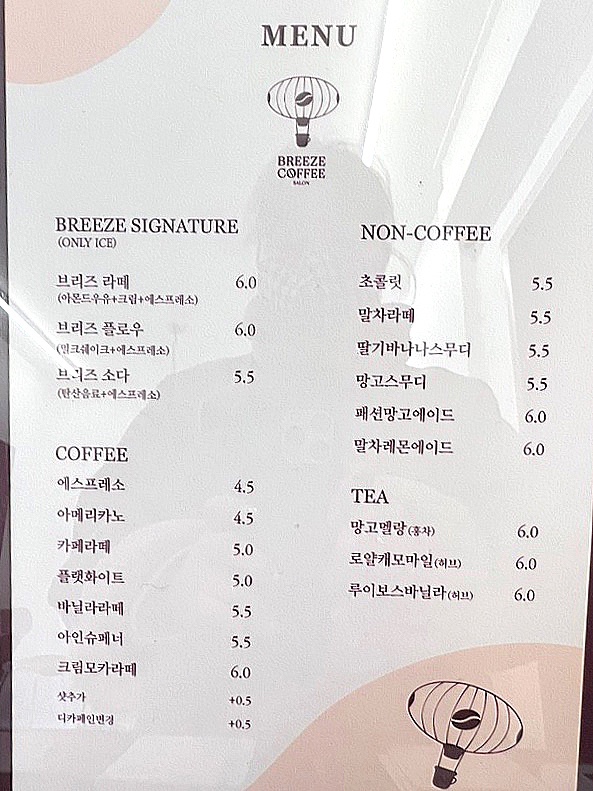 MENU
BREEZE
COFFEE
SALON
BREEZE SIGNATURE
(ONLY ICE)
브리즈 라떼 6.0
(아몬드우유+크림+에스프레소)
브리즈 플로우 6.0
(밀크쉐이크+에스프레소)
브리즈 소다 5.5
(탄산음료+에스프레소)
COFFEE
에스프레소 4.5
아메리카노 4.5
카페라떼 5.0
플랫화이트 5.0
바닐라라떼 5.5
아인슈페너 5.5
크림모카라떼 6.0
샷추가 +0.5
디카페인변경 +0.5
NON-COFFEE
초콜릿 5.5
말차라떼 5.5
딸기바나나스무디 5.5
망고스무디 5.5
패션망고에이드 6.0
말차레몬에이드 6.0
TEA
망고멜랑(홍차) 6.0
로얄캐모마일(허브) 6.0
루이보스바닐라(허브) 6.0